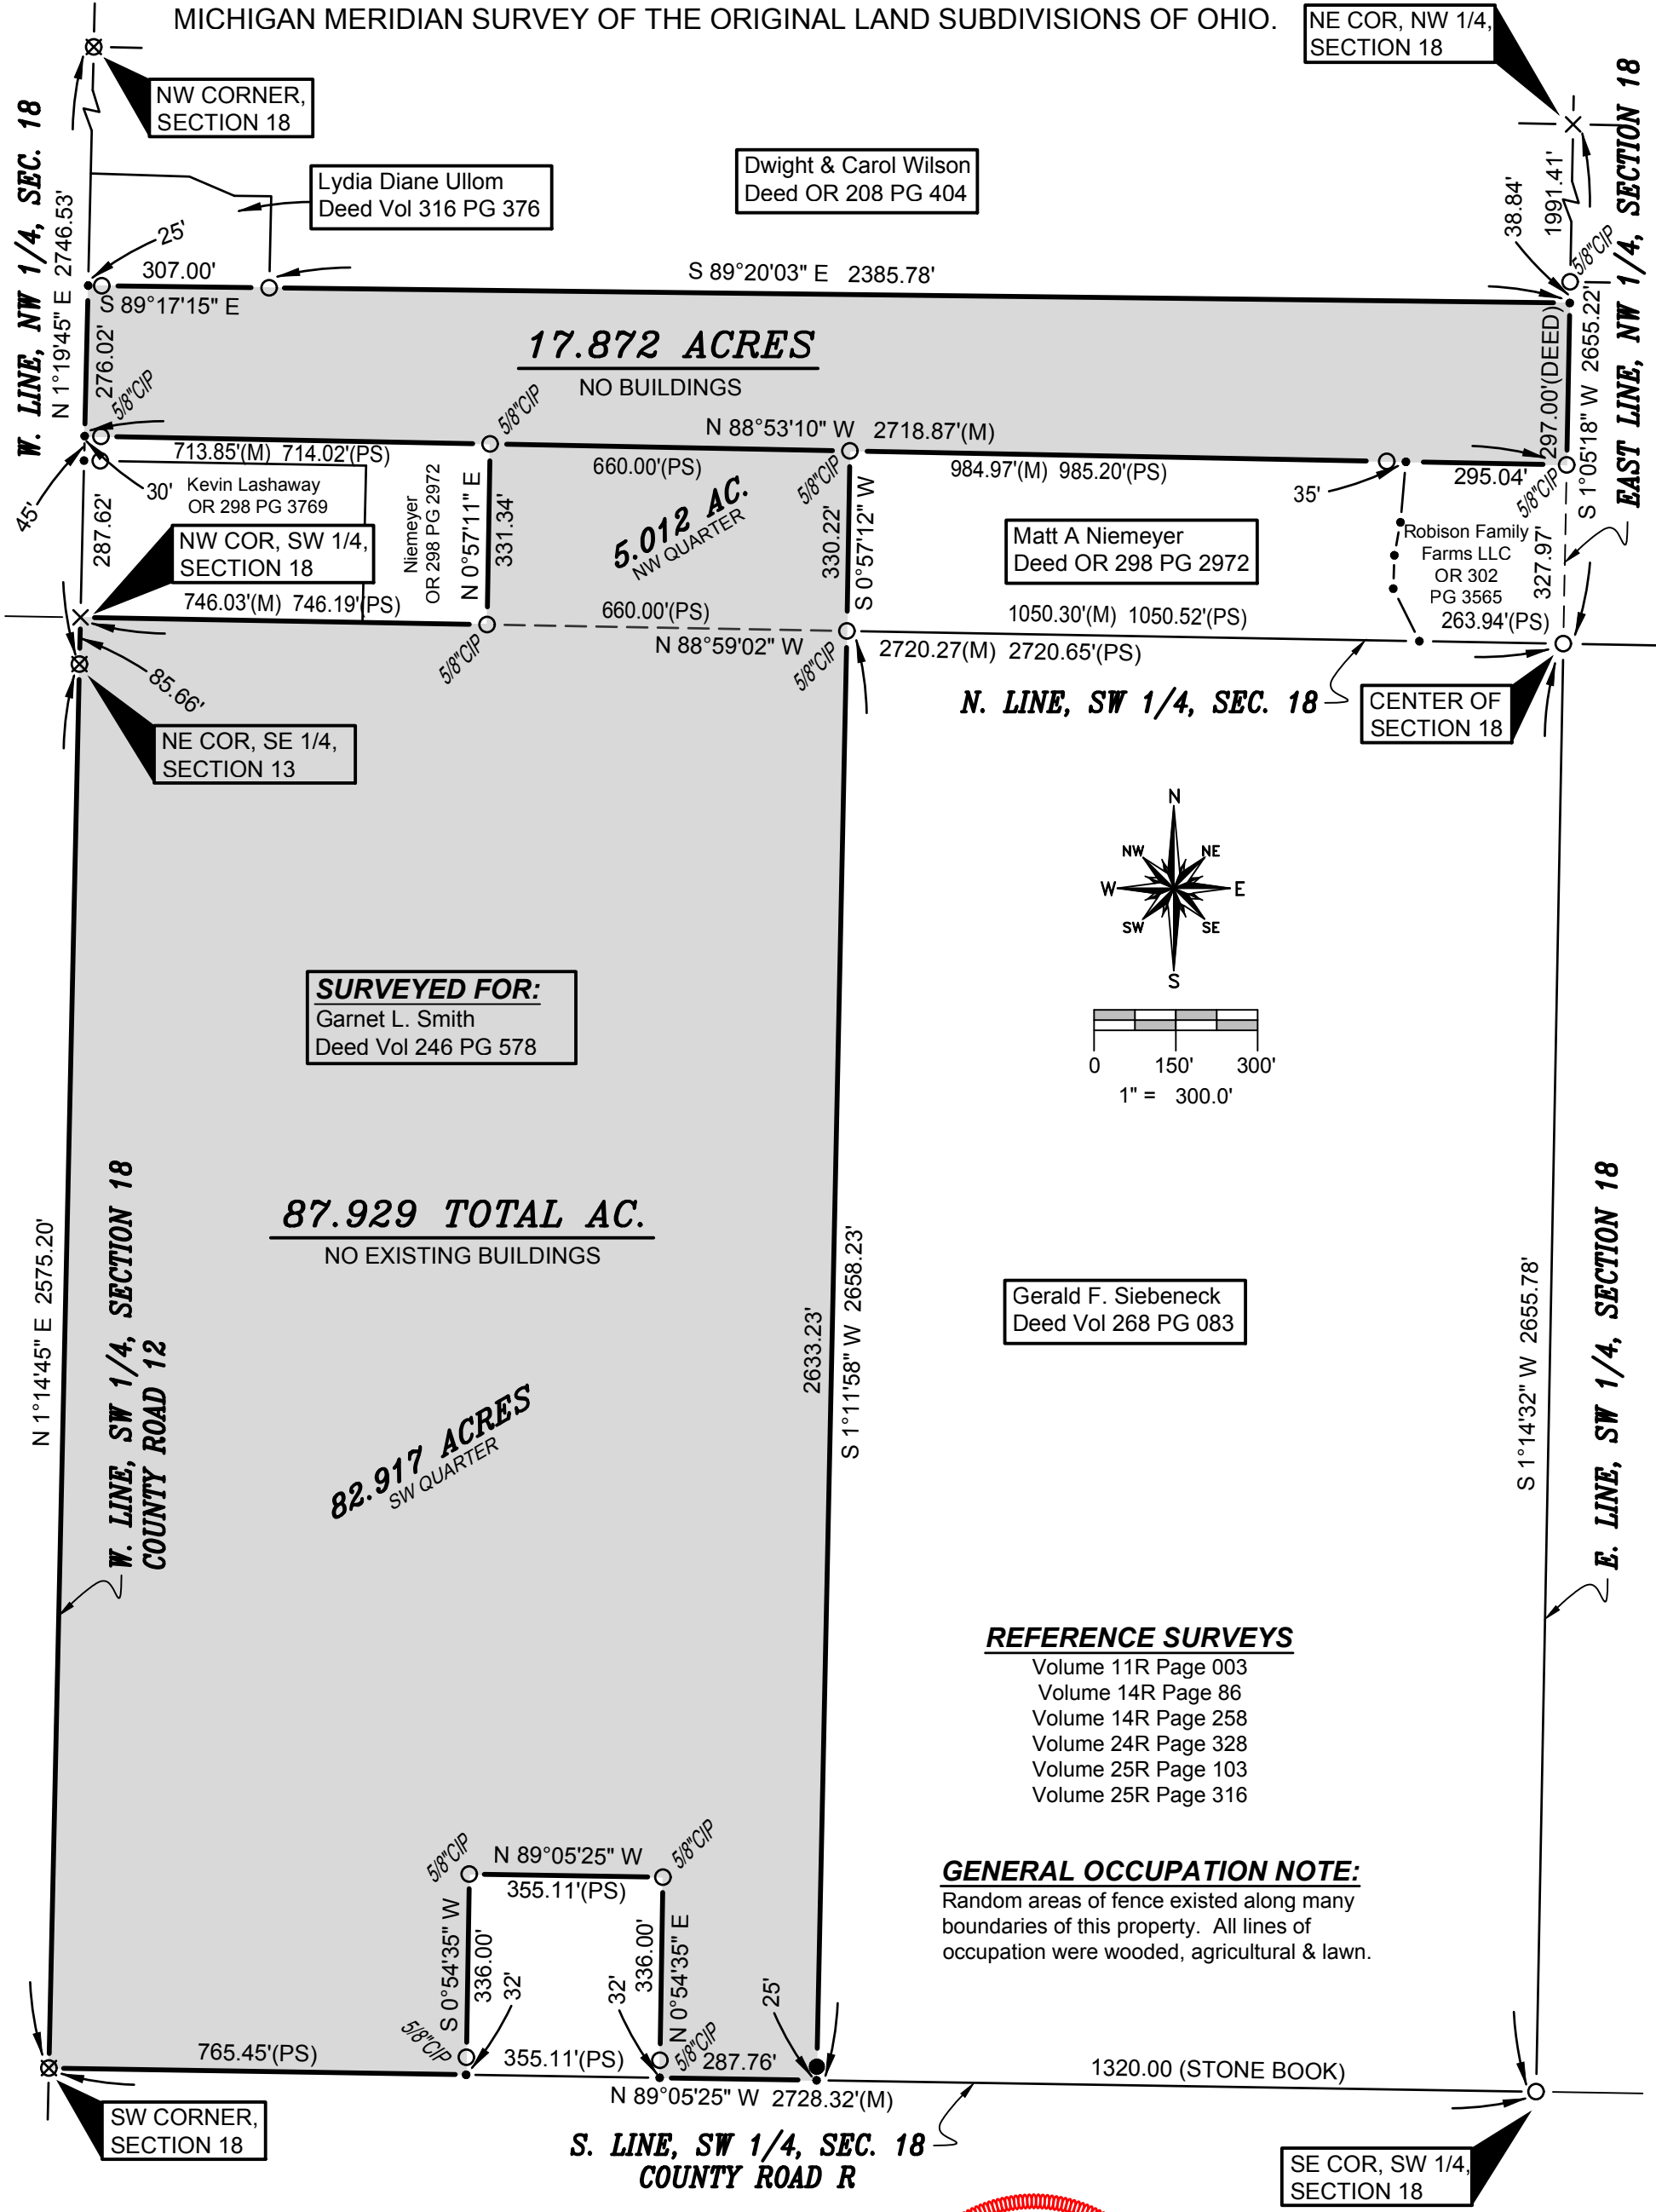 MICHIGAN MERIDIAN SURVEY OF THE ORIGINAL LAND SUBDIVISIONS OF OHIO.
NE COR, NW 1/4,
SECTION 18
NW CORNER,
SECTION 18
W. LINE, NW 1/4, SEC. 18
N 1°19'45" E 2746.53'
Lydia Diane Ullom
Deed Vol 316 PG 376
Dwight & Carol Wilson
Deed OR 208 PG 404
EAST LINE, NW 1/4, SECTION 18
1991.41'
38.84'
5/8"CIP
25'
307.00'
S 89°17'15" E
S 89°20'03" E 2385.78'
276.02'
5/8"CIP
17.872 ACRES
NO BUILDINGS
297.00'(DEED)
S 1°05'18" W 2655.22'
5/8"CIP
N 88°53'10" W 2718.87'(M)
713.85'(M) 714.02'(PS)
660.00'(PS)
984.97'(M) 985.20'(PS)
35'
295.04'
5/8"CIP
5/8"CIP
45'
30'
Kevin Lashaway
OR 298 PG 3769
287.62'
Niemeyer
OR 298 PG 2972
N 0°57'11" E
331.34'
5.012 AC.
NW QUARTER
330.22'
S 0°57'12" W
Matt A Niemeyer
Deed OR 298 PG 2972
Robison Family
Farms LLC
OR 302
PG 3565
327.97'
NW COR, SW 1/4,
SECTION 18
746.03'(M) 746.19'(PS)
660.00'(PS)
1050.30'(M) 1050.52'(PS)
263.94'(PS)
N 88°59'02" W
2720.27(M) 2720.65'(PS)
5/8"CIP
5/8"CIP
85.66'
N. LINE, SW 1/4, SEC. 18
CENTER OF
SECTION 18
NE COR, SE 1/4,
SECTION 13
N
NW
NE
W
E
SW
SE
S
0 150' 300'
1" = 300.0'
SURVEYED FOR:
Garnet L. Smith
Deed Vol 246 PG 578
N 1°14'45" E 2575.20'
W. LINE, SW 1/4, SECTION 18
COUNTY ROAD 12
87.929 TOTAL AC.
NO EXISTING BUILDINGS
82.917 ACRES
SW QUARTER
2633.23'
S 1°11'58" W 2658.23'
Gerald F. Siebeneck
Deed Vol 268 PG 083
S 1°14'32" W 2655.78'
E. LINE, SW 1/4, SECTION 18
REFERENCE SURVEYS
Volume 11R Page 003
Volume 14R Page 86
Volume 14R Page 258
Volume 24R Page 328
Volume 25R Page 103
Volume 25R Page 316
GENERAL OCCUPATION NOTE:
Random areas of fence existed along many
boundaries of this property. All lines of
occupation were wooded, agricultural & lawn.
5/8"CIP
N 89°05'25" W
355.11'(PS)
5/8"CIP
S 0°54'35" W
336.00'
32'
32'
336.00'
N 0°54'35" E
25'
5/8"CIP
5/8"CIP
765.45'(PS)
355.11'(PS)
287.76'
1320.00 (STONE BOOK)
N 89°05'25" W 2728.32'(M)
SW CORNER,
SECTION 18
S. LINE, SW 1/4, SEC. 18
COUNTY ROAD R
SE COR, SW 1/4,
SECTION 18